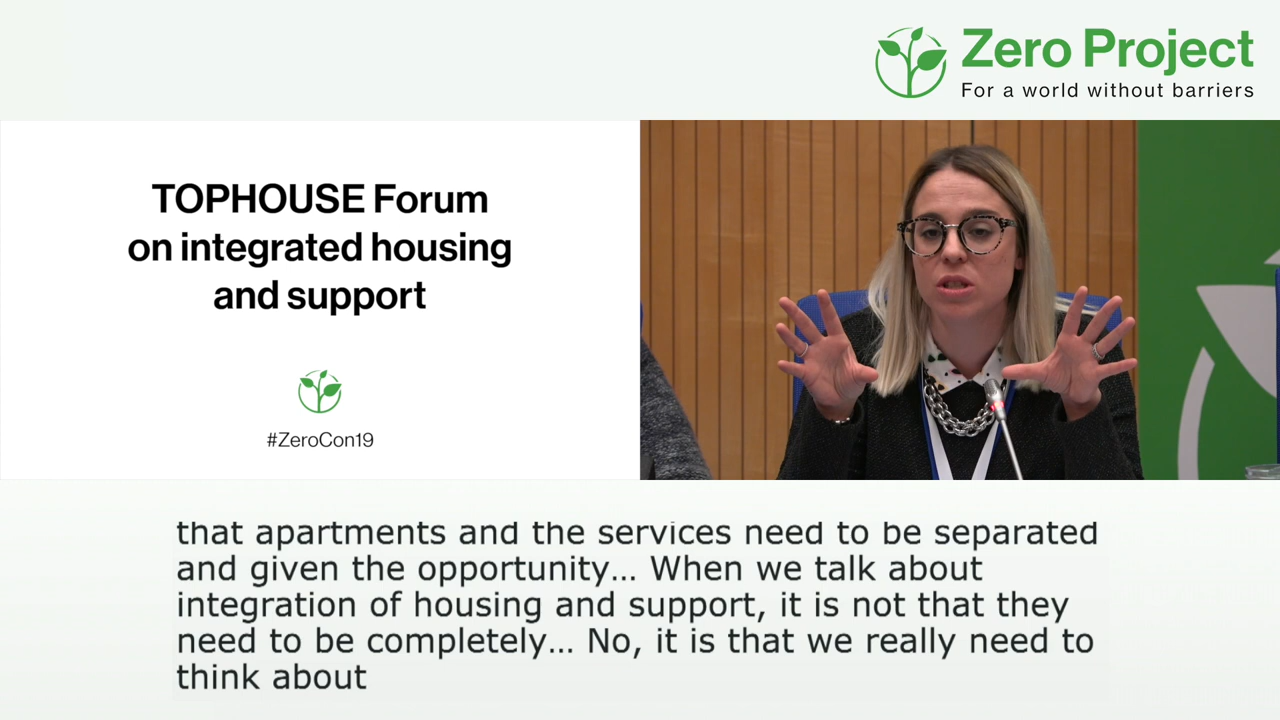 Zero Project
For a world without barriers
TOPHOUSE Forum
on integrated housing
and support
#ZeroCon19
that apartments and the services need to be separated
and given the opportunity... When we talk about
integration of housing and support, it is not that they
need to be completely... No, it is that we really need to
think about